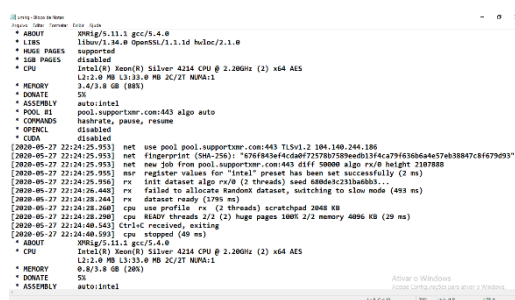 xmrig - Bloco de Notas
Arquivo Editar Formatar Exibir Ajuda
* ABOUT XMRig/5.11.1 gcc/5.4.0
* LIBS libuv/1.34.0 OpenSSL/1.1.1d hwloc/2.1.0
* HUGE PAGES supported
* 1GB PAGES disabled
* CPU Intel(R) Xeon(R) Silver 4214 CPU @ 2.20GHz (2) x64 AES
L2:2.0 MB L3:33.0 MB 2C/2T NUMA:1
* MEMORY 3.4/3.8 GB (88%)
* DONATE 5%
* ASSEMBLY auto:intel
* POOL #1 pool.supportxmr.com:443 algo auto
* COMMANDS hashrate, pause, resume
* OPENCL disabled
* CUDA disabled
[2020-05-27 22:24:25.953] net use pool pool.supportxmr.com:443 TLSv1.2 104.140.244.186
[2020-05-27 22:24:25.953] net fingerprint (SHA-256): "676f843ef4cda0f72578b7589eedb13f4ca79f636b6a4e57eb38847c8f679d93"
[2020-05-27 22:24:25.953] net new job from pool.supportxmr.com:443 diff 50000 algo rx/0 height 2107888
[2020-05-27 22:24:25.955] msr register values for "intel" preset has been set successfully (2 ms)
[2020-05-27 22:24:25.956] rx init dataset algo rx/0 (2 threads) seed 680de3c231ba6bb3...
[2020-05-27 22:24:26.448] rx failed to allocate RandomX dataset, switching to slow mode (493 ms)
[2020-05-27 22:24:28.244] rx dataset ready (1795 ms)
[2020-05-27 22:24:28.260] cpu use profile rx (2 threads) scratchpad 2048 KB
[2020-05-27 22:24:28.290] cpu READY threads 2/2 (2) huge pages 100% 2/2 memory 4096 KB (29 ms)
[2020-05-27 22:24:40.543] Ctrl+C received, exiting
[2020-05-27 22:24:40.593] cpu stopped (49 ms)
* ABOUT XMRig/5.11.1 gcc/5.4.0
* CPU Intel(R) Xeon(R) Silver 4214 CPU @ 2.20GHz (2) x64 AES
L2:2.0 MB L3:33.0 MB 2C/2T NUMA:1
* MEMORY 0.8/3.8 GB (20%)
* DONATE 5%
* ASSEMBLY auto:intel
Ativar o Windows
Acesse Configurações para ativar o Windows.